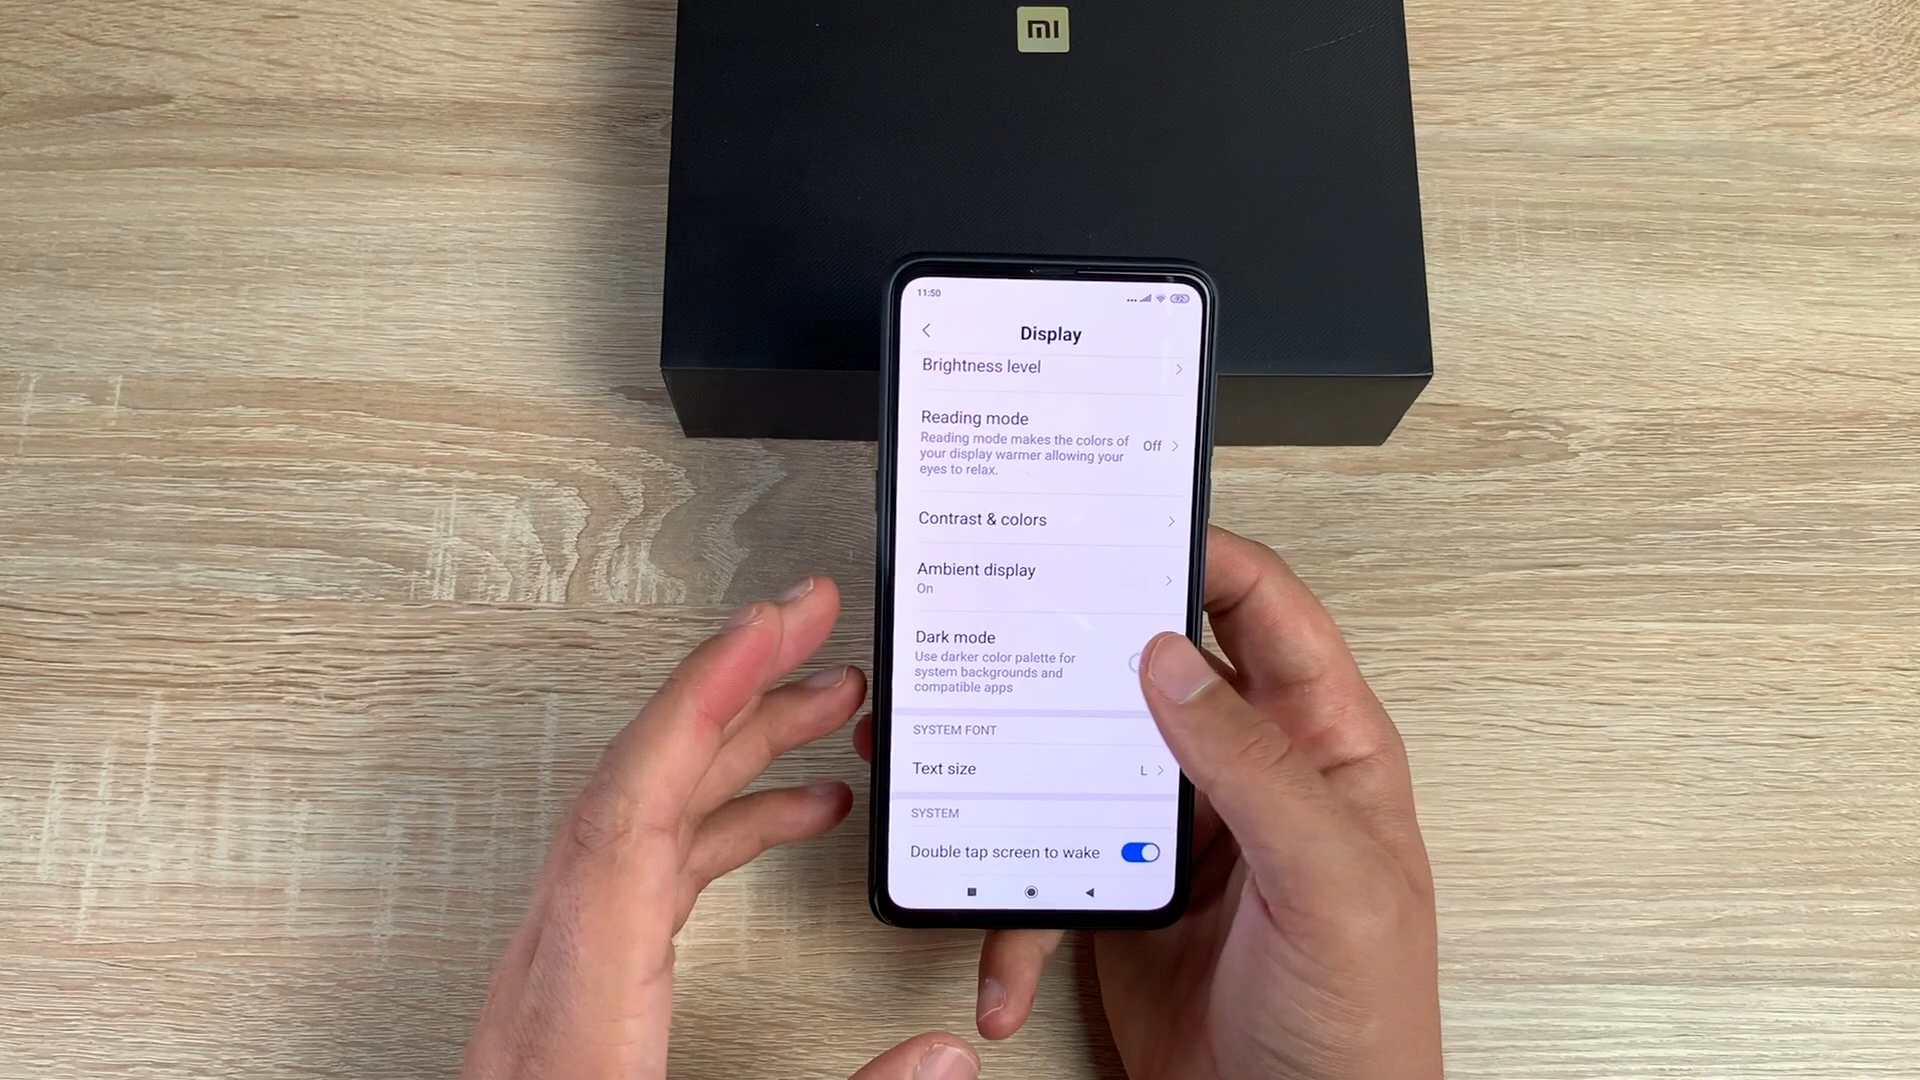 mi
11:50
92
Display
Brightness level
Reading mode
Reading mode makes the colors of
your display warmer allowing your
eyes to relax.
Off
Contrast & colors
Ambient display
On
Dark mode
Use darker color palette for
system backgrounds and
compatible apps
SYSTEM FONT
Text size
L
SYSTEM
Double tap screen to wake